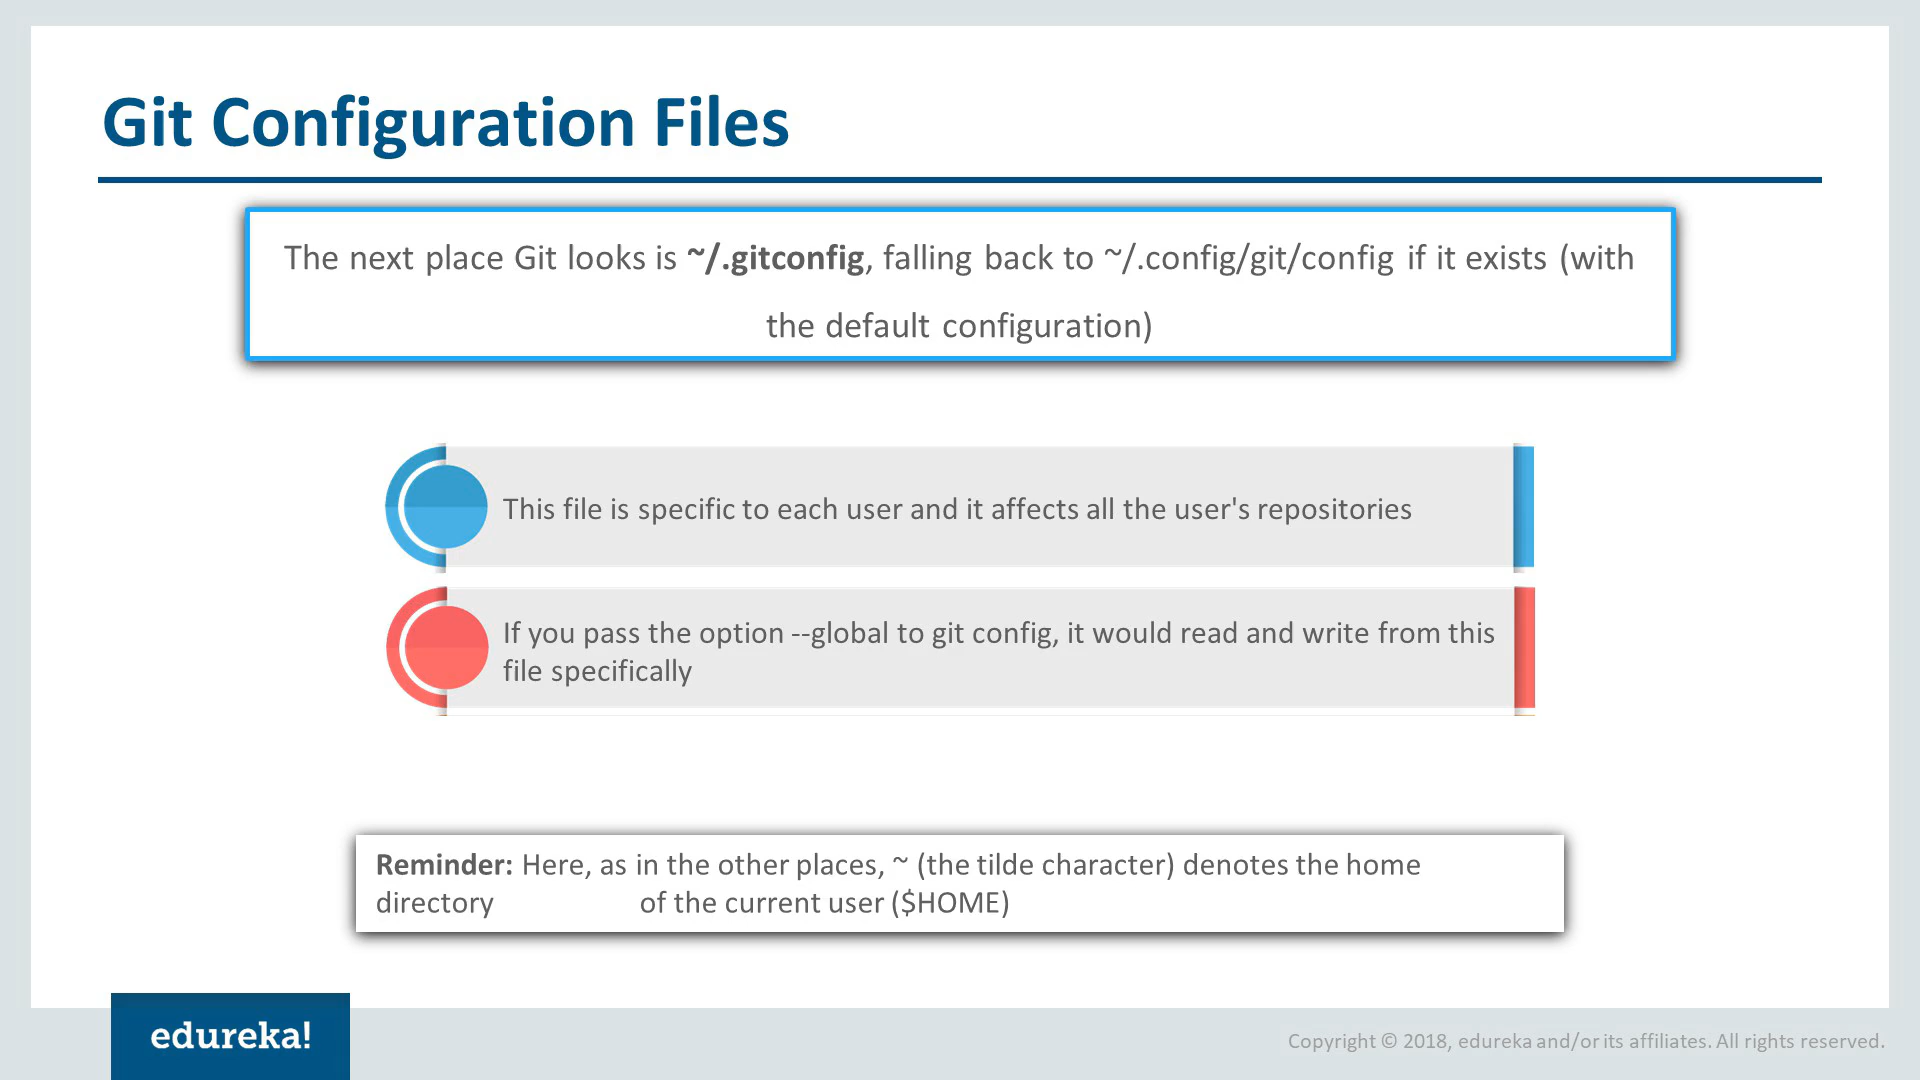 Git Configuration Files
The next place Git looks is ~/.gitconfig, falling back to ~/.config/git/config if it exists (with
the default configuration)
This file is specific to each user and it affects all the user's repositories
If you pass the option --global to git config, it would read and write from this
file specifically
Reminder: Here, as in the other places, ~ (the tilde character) denotes the home
directory of the current user ($HOME)
edureka!
Copyright © 2018, edureka and/or its affiliates. All rights reserved.